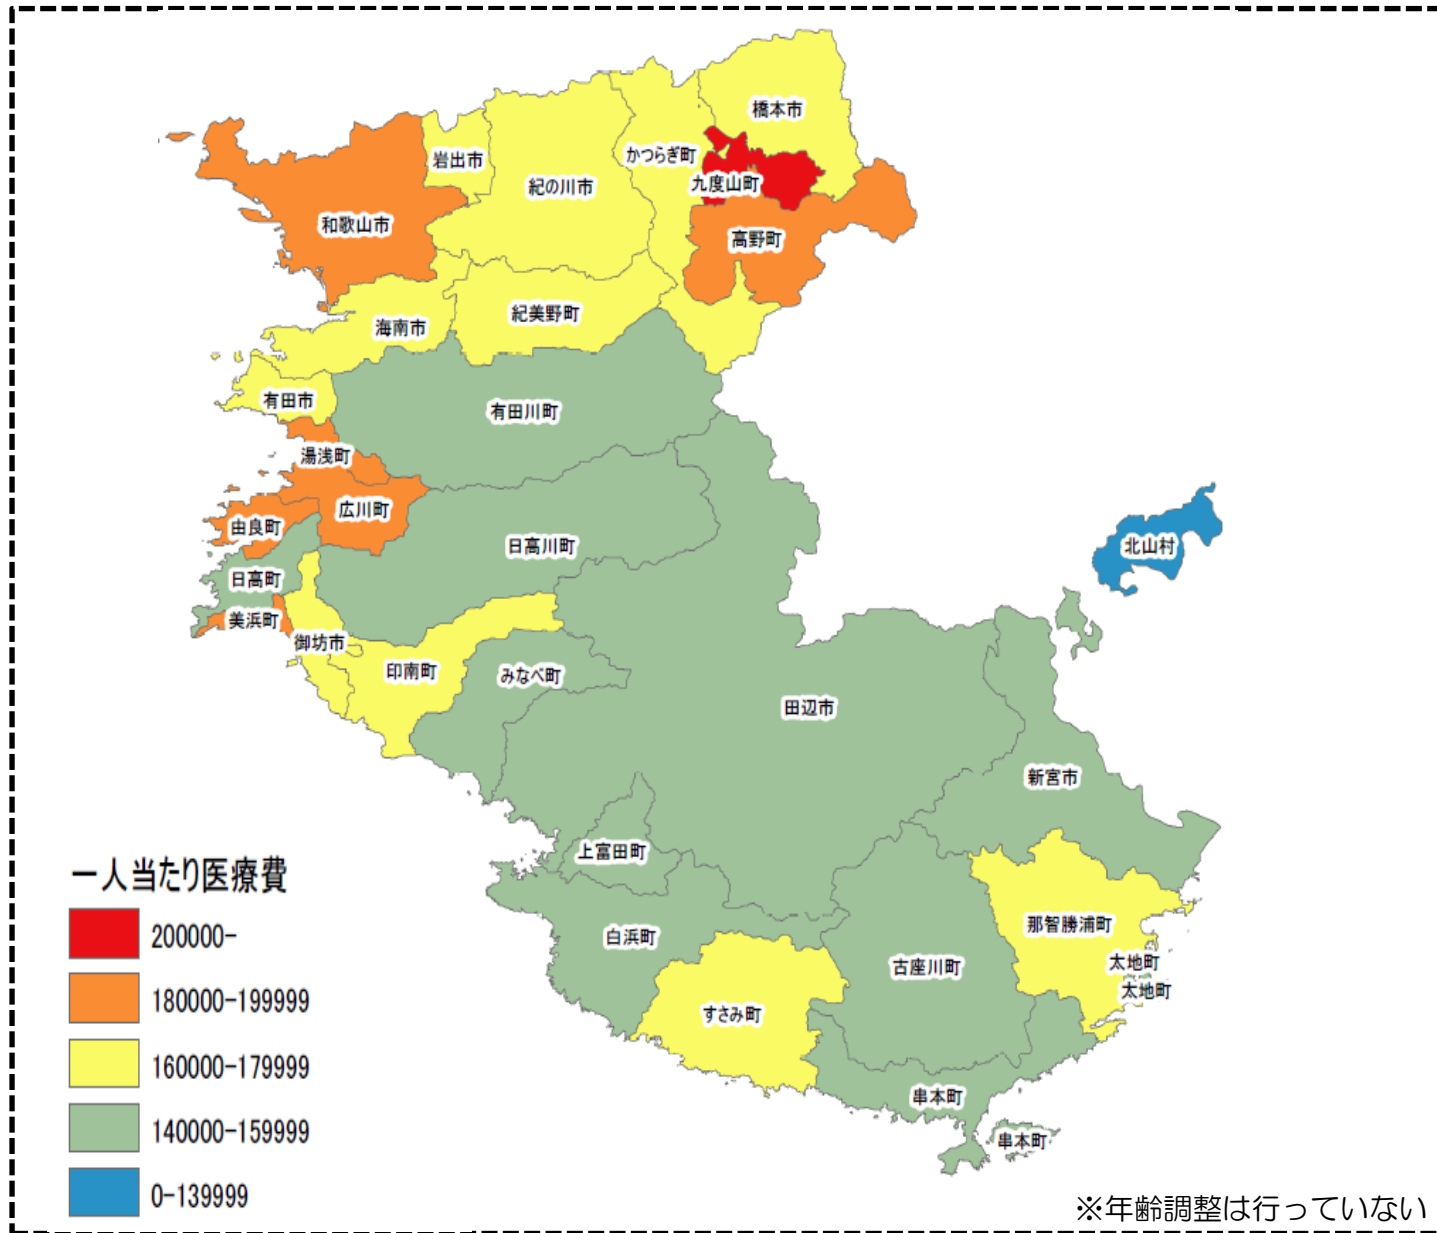 橋本市
かつらぎ町
岩出市
九度山町
紀の川市
和歌山市
高野町
紀美野町
海南市
有田市
有田川町
湯浅町
広川町
由良町
日高川町
北山村
日高町
美浜町
御坊市
印南町
みなべ町
田辺市
新宮市
上富田町
那智勝浦町
白浜町
太地町
古座川町
太地町
すさみ町
串本町
串本町
一人当たり医療費
200000-
180000-199999
160000-179999
140000-159999
0-139999
※年齢調整は行っていない